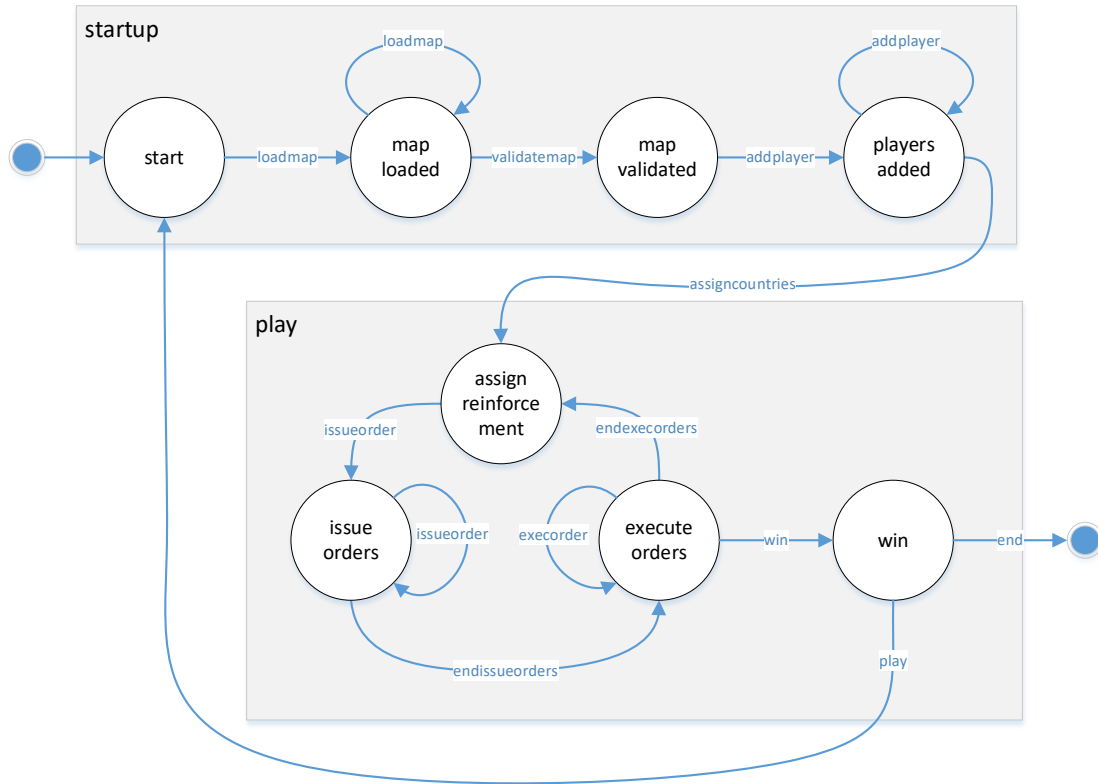 startup
loadmap
addplayer
start
loadmap
map
loaded
validatemap
map
validated
addplayer
players
added
assigncountries
play
assign
reinforce
ment
issueorder
endexecorders
issue
orders
issueorder
execorder
execute
orders
win
win
end
endissueorders
play